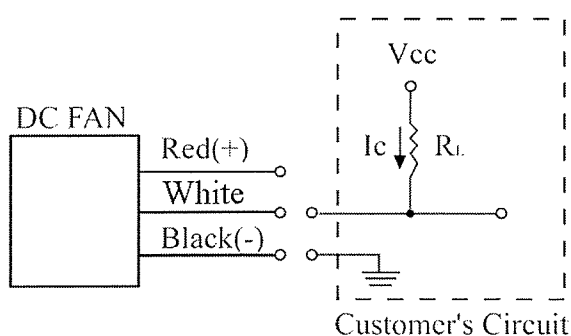 Vcc
DC FAN
Red(+)
Ic
RL
White
Black(-)
Customer's Circuit